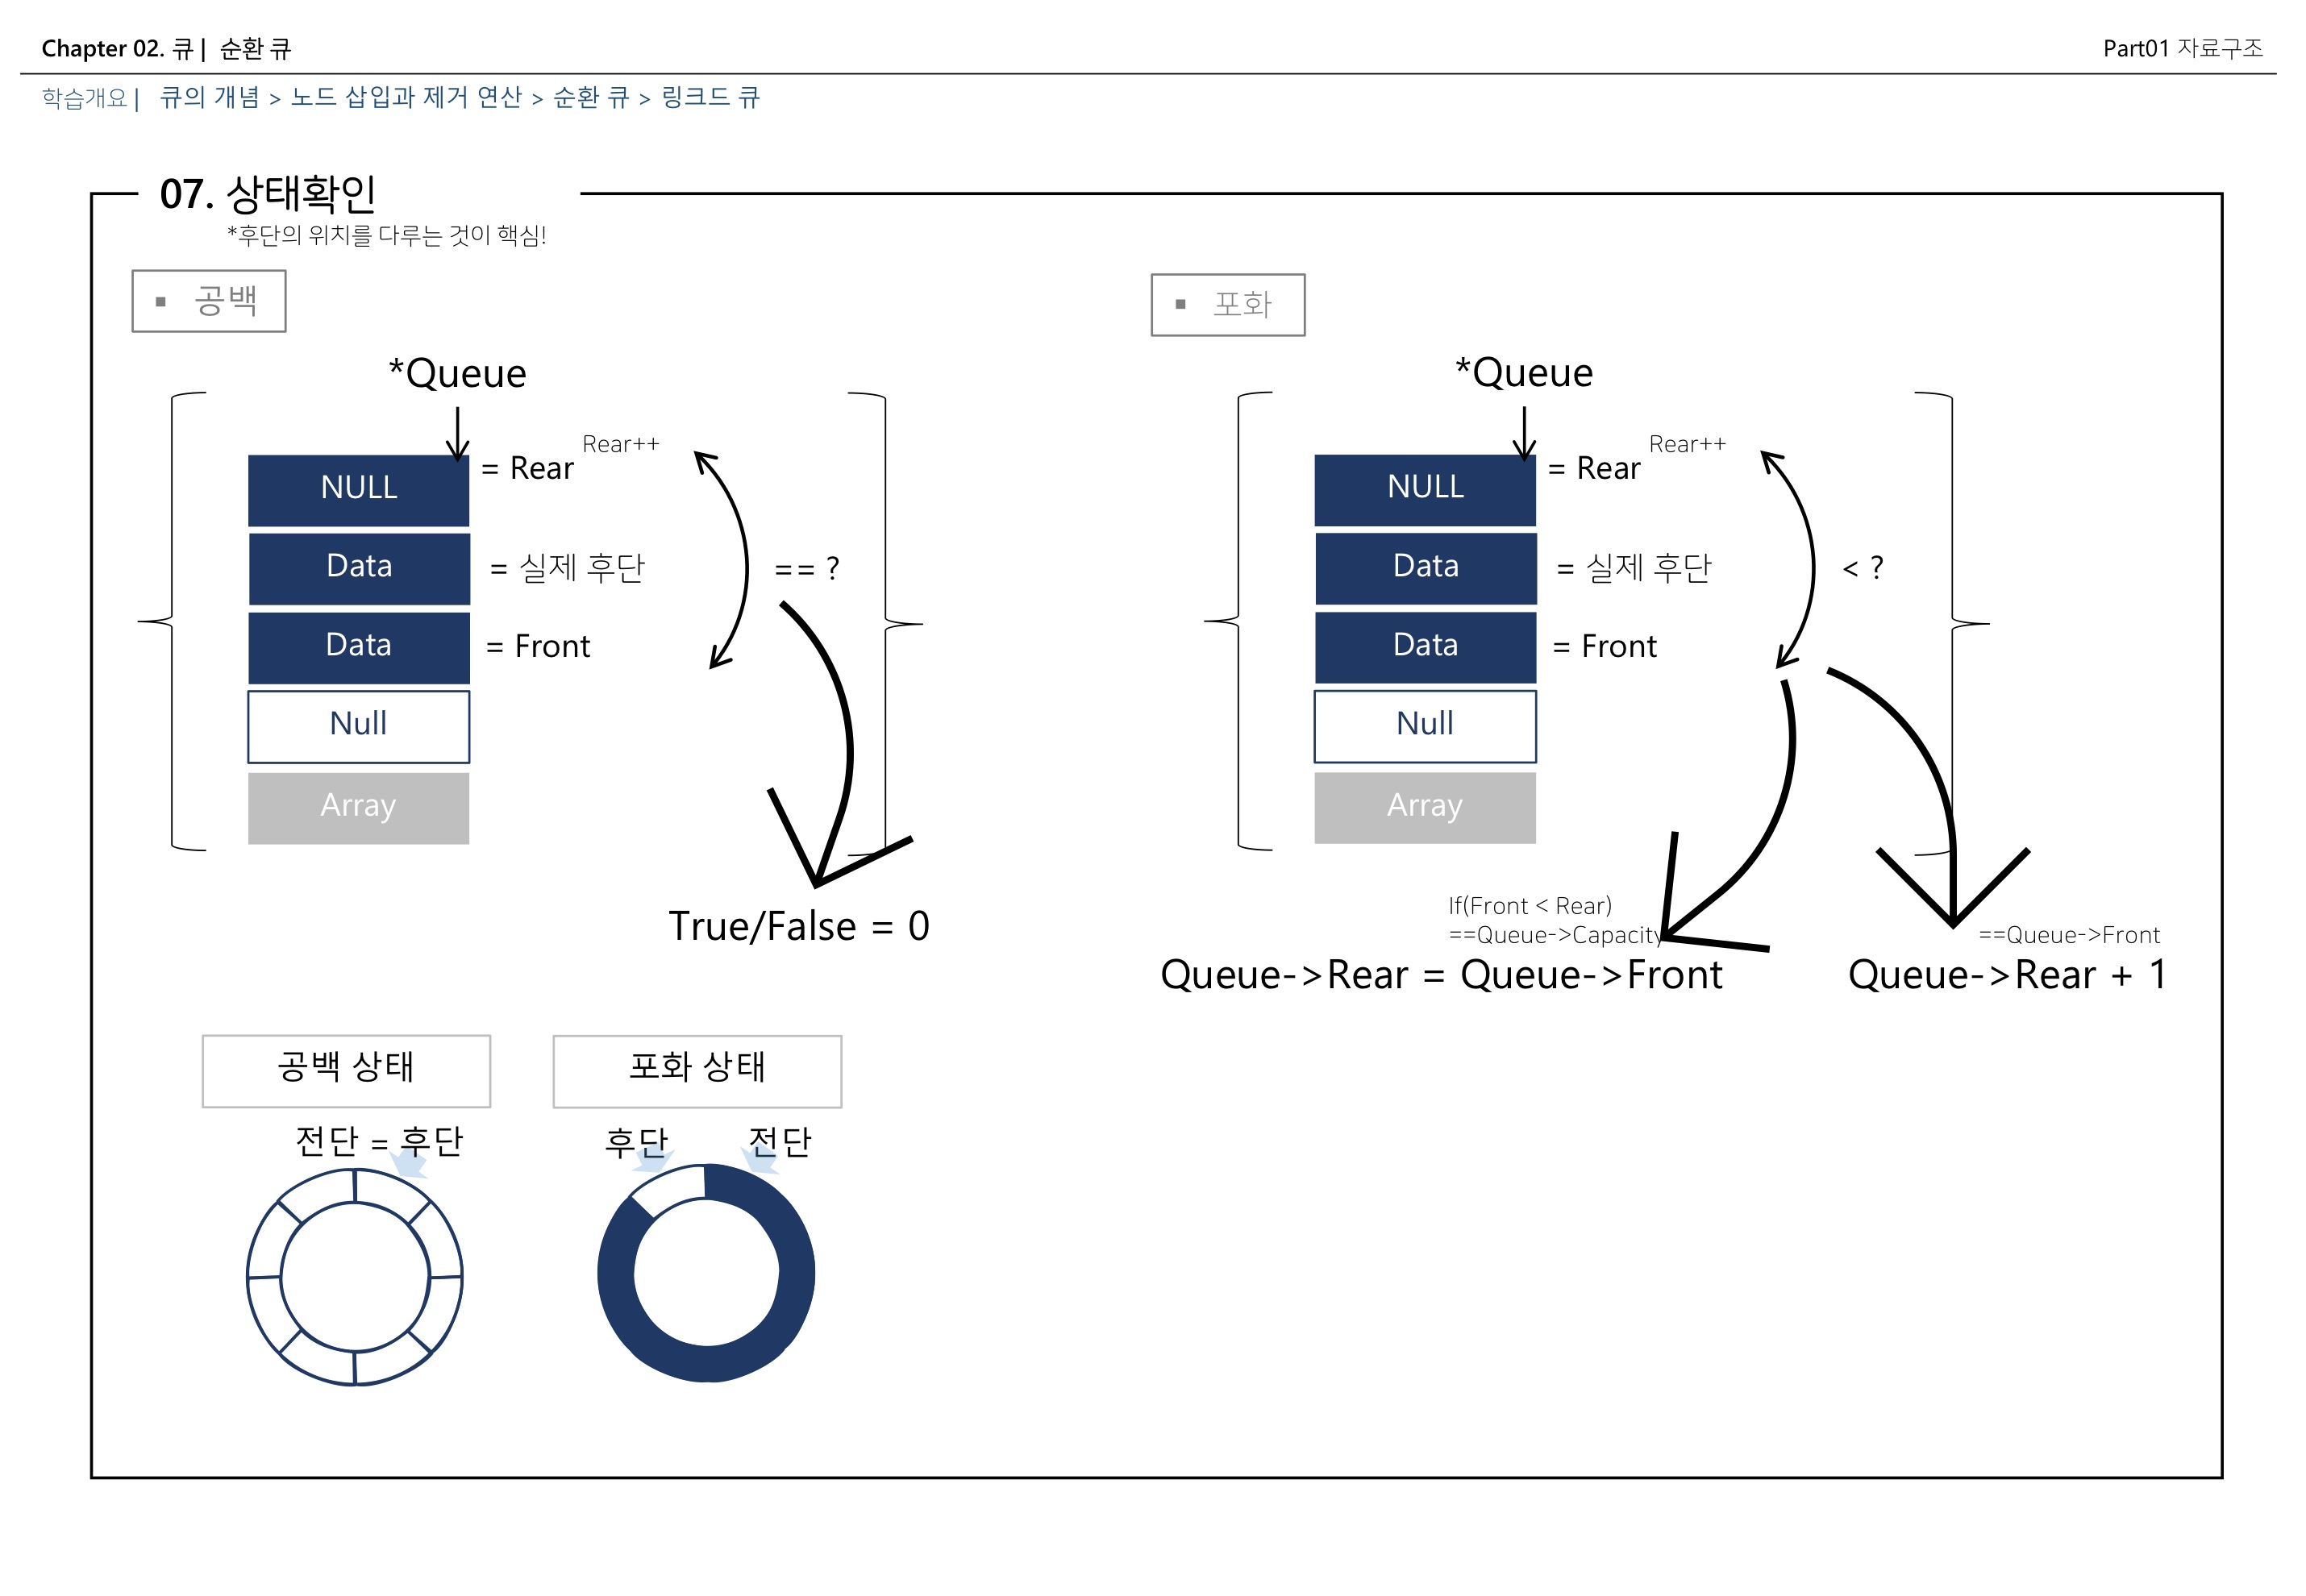 Chapter 02. 큐 | 순환 큐
Part01 자료구조
학습개요 | 큐의 개념 > 노드 삽입과 제거 연산 > 순환 큐 > 링크드 큐
07. 상태확인
*후단의 위치를 다루는 것이 핵심!
▪ 공백
*Queue
Rear++
NULL = Rear
Data = 실제 후단
== ?
Data = Front
Null
Array
True/False = 0
▪ 포화
*Queue
Rear++
NULL = Rear
Data = 실제 후단
< ?
Data = Front
Null
Array
If(Front < Rear)
==Queue->Capacity
Queue->Rear = Queue->Front
==Queue->Front
Queue->Rear + 1
공백 상태
전단 = 후단
포화 상태
후단 전단